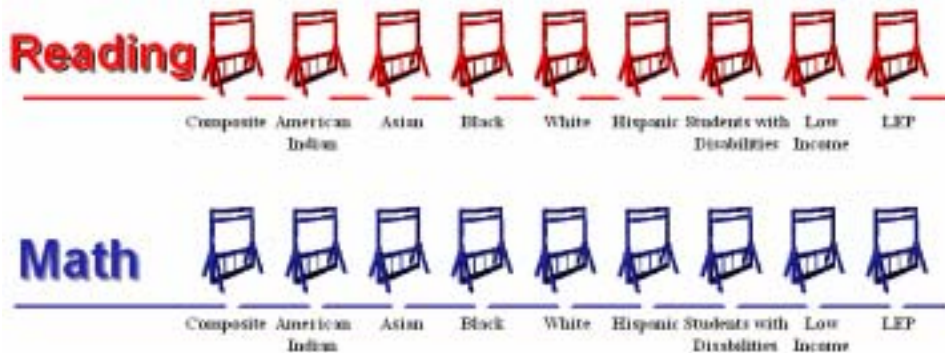 Reading
Composite American Indian Asian Black White Hispanic Students with Disabilities Low Income LEP
Math
Composite American Indian Asian Black White Hispanic Students with Disabilities Low Income LEP